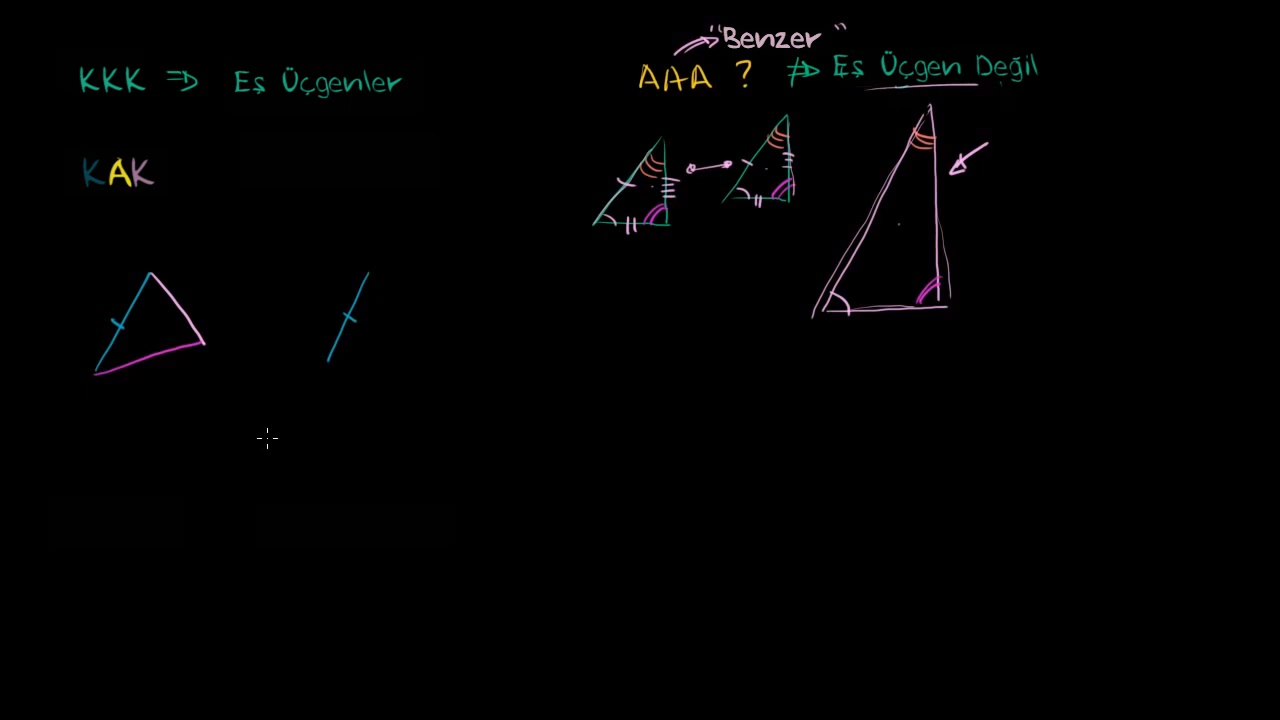 KKK => Eş Üçgenler
KAK
"Benzer"
AAA ? ≠> Eş Üçgen Değil